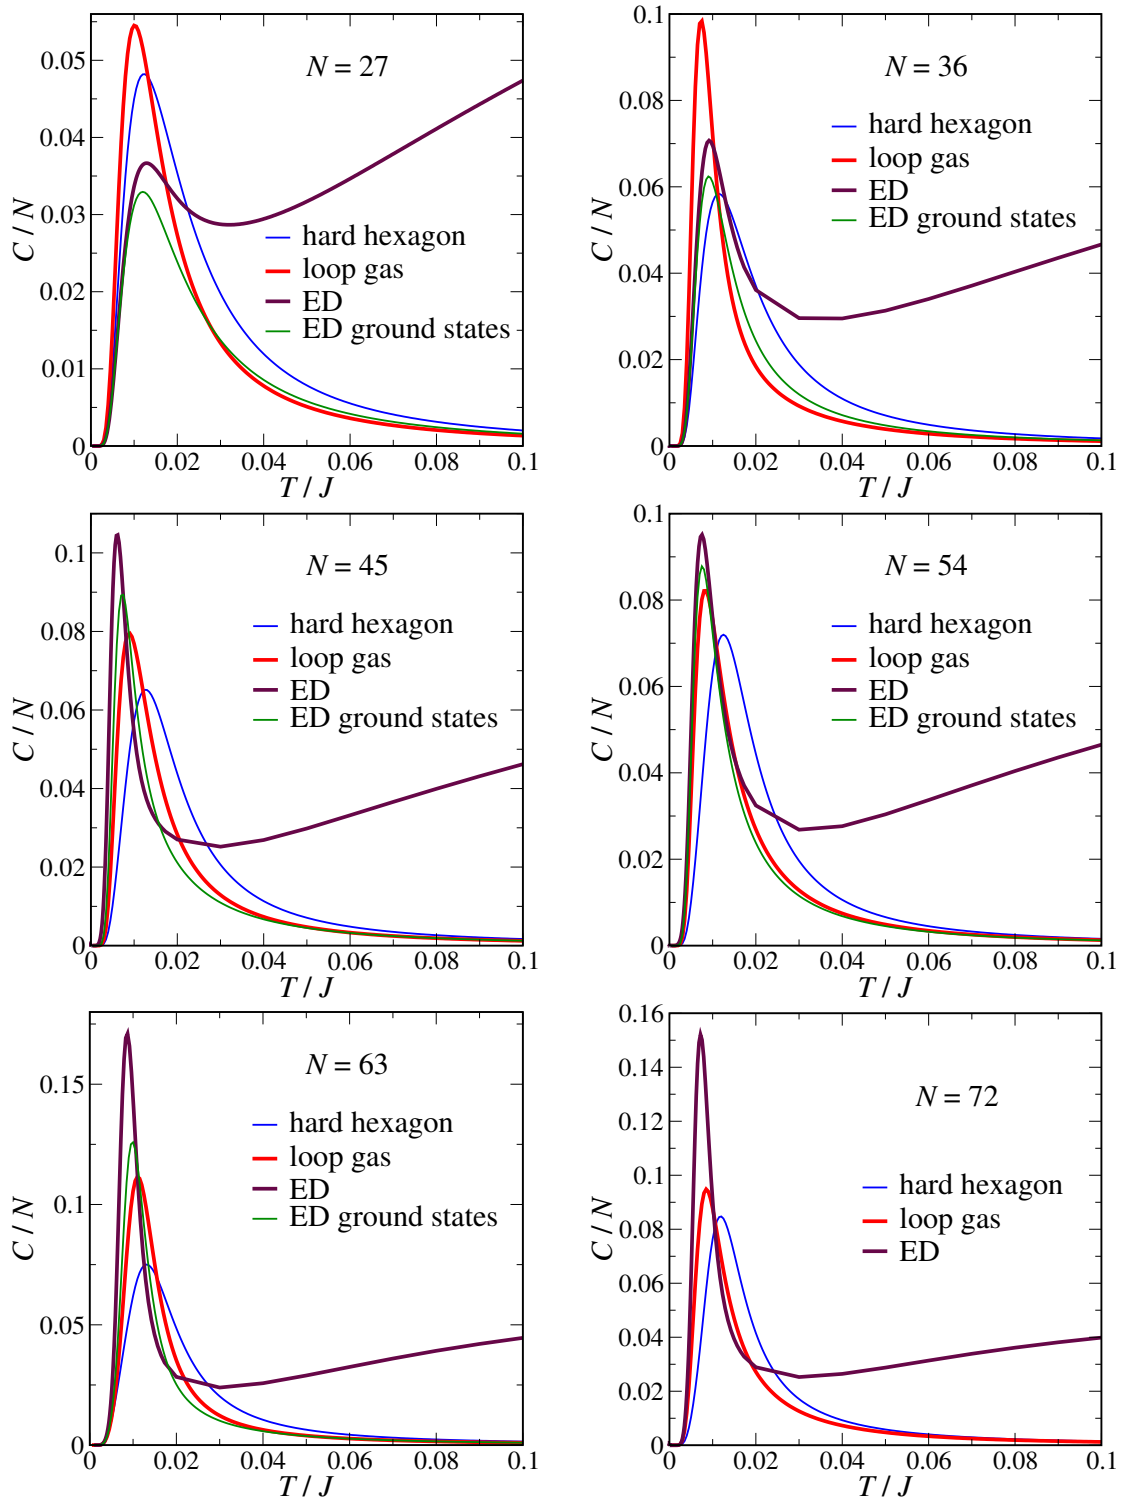 N = 27
hard hexagon
loop gas
ED
ED ground states
C / N
0
0.01
0.02
0.03
0.04
0.05
0
0.02
0.04
0.06
0.08
0.1
T / J
N = 36
hard hexagon
loop gas
ED
ED ground states
C / N
0
0.02
0.04
0.06
0.08
0.1
0
0.02
0.04
0.06
0.08
0.1
T / J
N = 45
hard hexagon
loop gas
ED
ED ground states
C / N
0
0.02
0.04
0.06
0.08
0.1
0
0.02
0.04
0.06
0.08
0.1
T / J
N = 54
hard hexagon
loop gas
ED
ED ground states
C / N
0
0.02
0.04
0.06
0.08
0.1
0
0.02
0.04
0.06
0.08
0.1
T / J
N = 63
hard hexagon
loop gas
ED
ED ground states
C / N
0
0.05
0.1
0.15
0
0.02
0.04
0.06
0.08
0.1
T / J
N = 72
hard hexagon
loop gas
ED
C / N
0
0.02
0.04
0.06
0.08
0.1
0.12
0.14
0.16
0
0.02
0.04
0.06
0.08
0.1
T / J